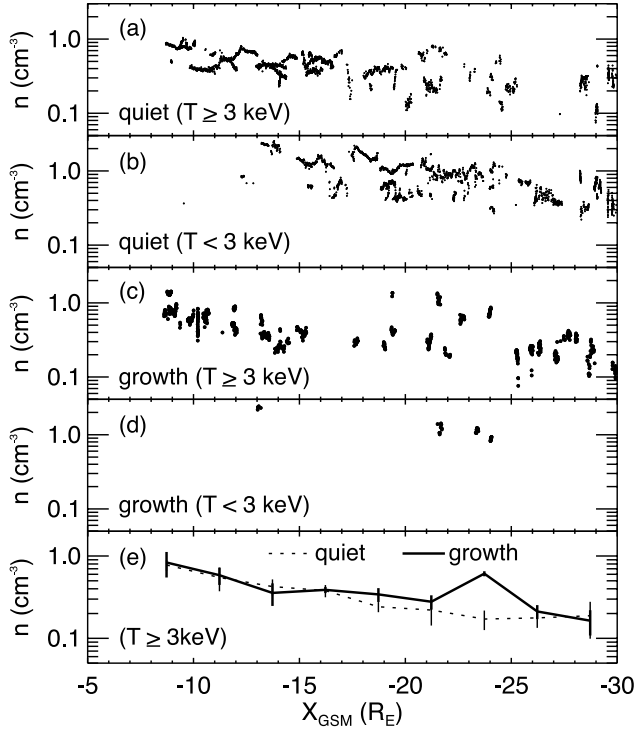 (a)
n (cm⁻³)
1.0
0.1
quiet (T ≥ 3 keV)
(b)
n (cm⁻³)
1.0
0.1
quiet (T < 3 keV)
(c)
n (cm⁻³)
1.0
0.1
growth (T ≥ 3 keV)
(d)
n (cm⁻³)
1.0
0.1
growth (T < 3 keV)
(e)
quiet growth
n (cm⁻³)
1.0
0.1
(T ≥ 3keV)
-5 -10 -15 -20 -25 -30
X_GSM (R_E)